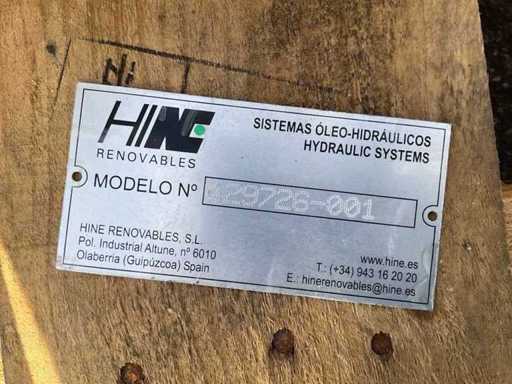 HINE
RENOVABLES
SISTEMAS ÓLEO-HIDRÁULICOS
HYDRAULIC SYSTEMS
MODELO Nº 429726-001
HINE RENOVABLES, S.L.
Pol. Industrial Altune, nº 6010
Olaberria (Guipúzcoa) Spain
www.hine.es
T.: (+34) 943 16 20 20
E.: hinerenovables@hine.es